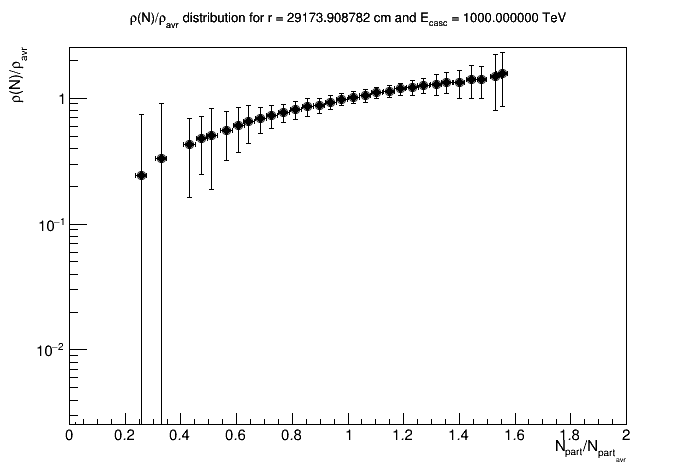 ρ(N)/ρavr distribution for r = 29173.908782 cm and Ecasc = 1000.000000 TeV
ρ(N)/ρavr
1
10−1
10−2
0 0.2 0.4 0.6 0.8 1 1.2 1.4 1.6 1.8 2
Npart/Npartavr